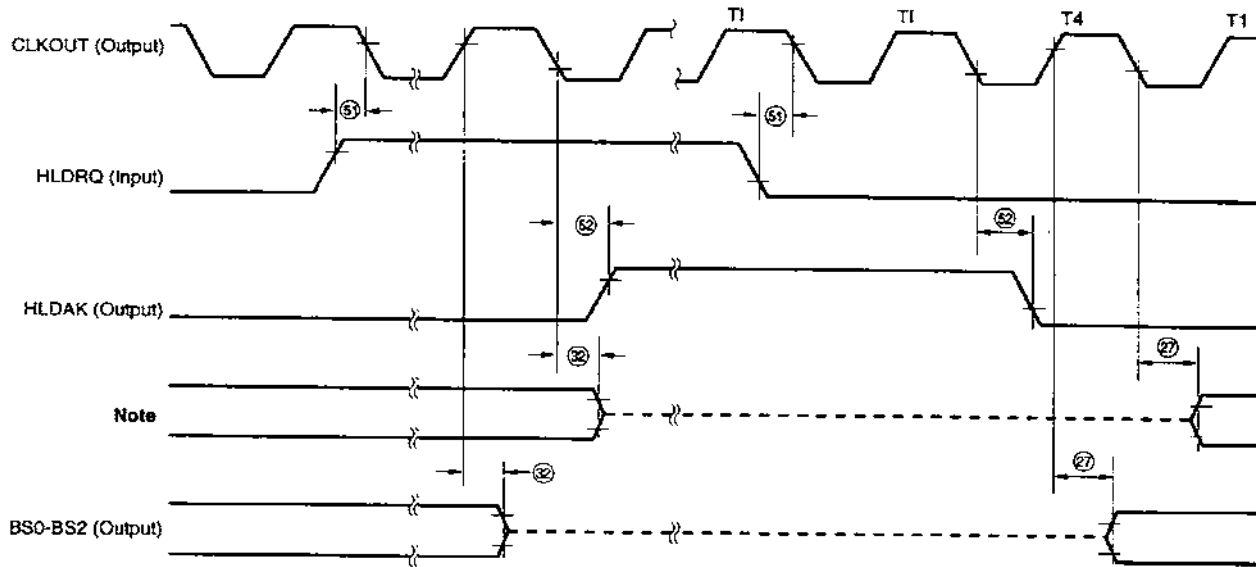 TI TI T4 T1
CLKOUT (Output)
51 51
HLDRQ (Input)
52 52
HLDAK (Output)
32 27
Note
32 27
BS0-BS2 (Output)